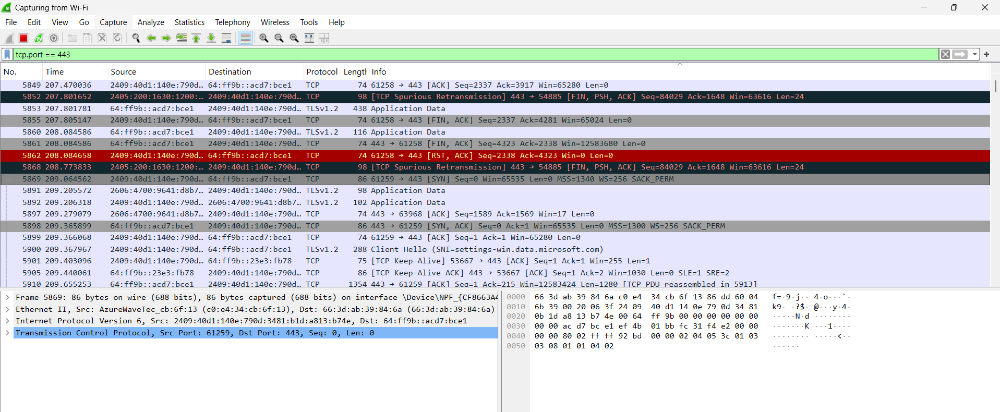 Capturing from Wi-Fi
File Edit View Go Capture Analyze Statistics Telephony Wireless Tools Help
tcp.port == 443
No. Time Source Destination Protocol Length Info
5849 207.470036 2409:40d1:140e:790d… 64:ff9b::acd7:bce1 TCP 74 61258 → 443 [ACK] Seq=2337 Ack=3917 Win=65280 Len=0
5852 207.801652 2405:200:1630:1200:… 2409:40d1:140e:790d… TCP 98 [TCP Spurious Retransmission] 443 → 54885 [FIN, PSH, ACK] Seq=84029 Ack=1648 Win=63616 Len=24
5853 207.801781 64:ff9b::acd7:bce1 2409:40d1:140e:790d… TLSv1.2 438 Application Data
5855 207.805147 2409:40d1:140e:790d… 64:ff9b::acd7:bce1 TCP 74 61258 → 443 [FIN, ACK] Seq=2337 Ack=4281 Win=65024 Len=0
5860 208.084586 64:ff9b::acd7:bce1 2409:40d1:140e:790d… TLSv1.2 116 Application Data
5861 208.084586 64:ff9b::acd7:bce1 2409:40d1:140e:790d… TCP 74 443 → 61258 [FIN, ACK] Seq=4323 Ack=2338 Win=12583680 Len=0
5862 208.084658 2409:40d1:140e:790d… 64:ff9b::acd7:bce1 TCP 74 61258 → 443 [RST, ACK] Seq=2338 Ack=4323 Win=0 Len=0
5868 208.773833 2405:200:1630:1200:… 2409:40d1:140e:790d… TCP 98 [TCP Spurious Retransmission] 443 → 54885 [FIN, PSH, ACK] Seq=84029 Ack=1648 Win=63616 Len=24
5869 209.064562 2409:40d1:140e:790d… 64:ff9b::acd7:bce1 TCP 86 61259 → 443 [SYN] Seq=0 Win=65535 Len=0 MSS=1340 WS=256 SACK_PERM
5891 209.205572 2606:4700:9641:d8b7… 2409:40d1:140e:790d… TLSv1.2 98 Application Data
5892 209.206318 2409:40d1:140e:790d… 2606:4700:9641:d8b7… TLSv1.2 102 Application Data
5897 209.279079 2606:4700:9641:d8b7… 2409:40d1:140e:790d… TCP 74 443 → 63968 [ACK] Seq=1589 Ack=1569 Win=17 Len=0
5898 209.365899 64:ff9b::acd7:bce1 2409:40d1:140e:790d… TCP 86 443 → 61259 [SYN, ACK] Seq=0 Ack=1 Win=65535 Len=0 MSS=1300 WS=256 SACK_PERM
5899 209.366068 2409:40d1:140e:790d… 64:ff9b::acd7:bce1 TCP 74 61259 → 443 [ACK] Seq=1 Ack=1 Win=65280 Len=0
5900 209.367967 2409:40d1:140e:790d… 64:ff9b::acd7:bce1 TLSv1.2 288 Client Hello (SNI=settings-win.data.microsoft.com)
5901 209.403096 2409:40d1:140e:790d… 64:ff9b::23e3:fb78 TCP 75 [TCP Keep-Alive] 53667 → 443 [ACK] Seq=1 Ack=1 Win=255 Len=1
5905 209.440061 64:ff9b::23e3:fb78 2409:40d1:140e:790d… TCP 86 [TCP Keep-Alive ACK] 443 → 53667 [ACK] Seq=1 Ack=2 Win=1030 Len=0 SLE=1 SRE=2
5910 209.655253 64:ff9b::acd7:bce1 2409:40d1:140e:790d… TCP 1354 443 → 61259 [ACK] Seq=1 Ack=215 Win=12583424 Len=1280 [TCP PDU reassembled in 5913]
Frame 5869: 86 bytes on wire (688 bits), 86 bytes captured (688 bits) on interface \Device\NPF_{CF8663A4
Ethernet II, Src: AzureWaveTec_cb:6f:13 (c0:e4:34:cb:6f:13), Dst: 66:3d:ab:39:84:6a (66:3d:ab:39:84:6a)
Internet Protocol Version 6, Src: 2409:40d1:140e:790d:3481:b1d:a813:b74e, Dst: 64:ff9b::acd7:bce1
Transmission Control Protocol, Src Port: 61259, Dst Port: 443, Seq: 0, Len: 0
0000 66 3d ab 39 84 6a c0 e4 34 cb 6f 13 86 dd 60 04 f=·9·j·· 4·o···`·
0010 6b 39 00 20 06 3f 24 09 40 d1 14 0e 79 0d 34 81 k9· ·?$· @···y·4·
0020 0b 1d a8 13 b7 4e 00 64 ff 9b 00 00 00 00 00 00 ·····N·d ········
0030 00 00 ac d7 bc e1 ef 4b 01 bb fc 31 f4 e2 00 00 ·······K ···1····
0040 00 00 80 02 ff ff 92 bd 00 00 02 04 05 3c 01 03 ········ ·····<··
0050 03 08 01 01 04 02 ······